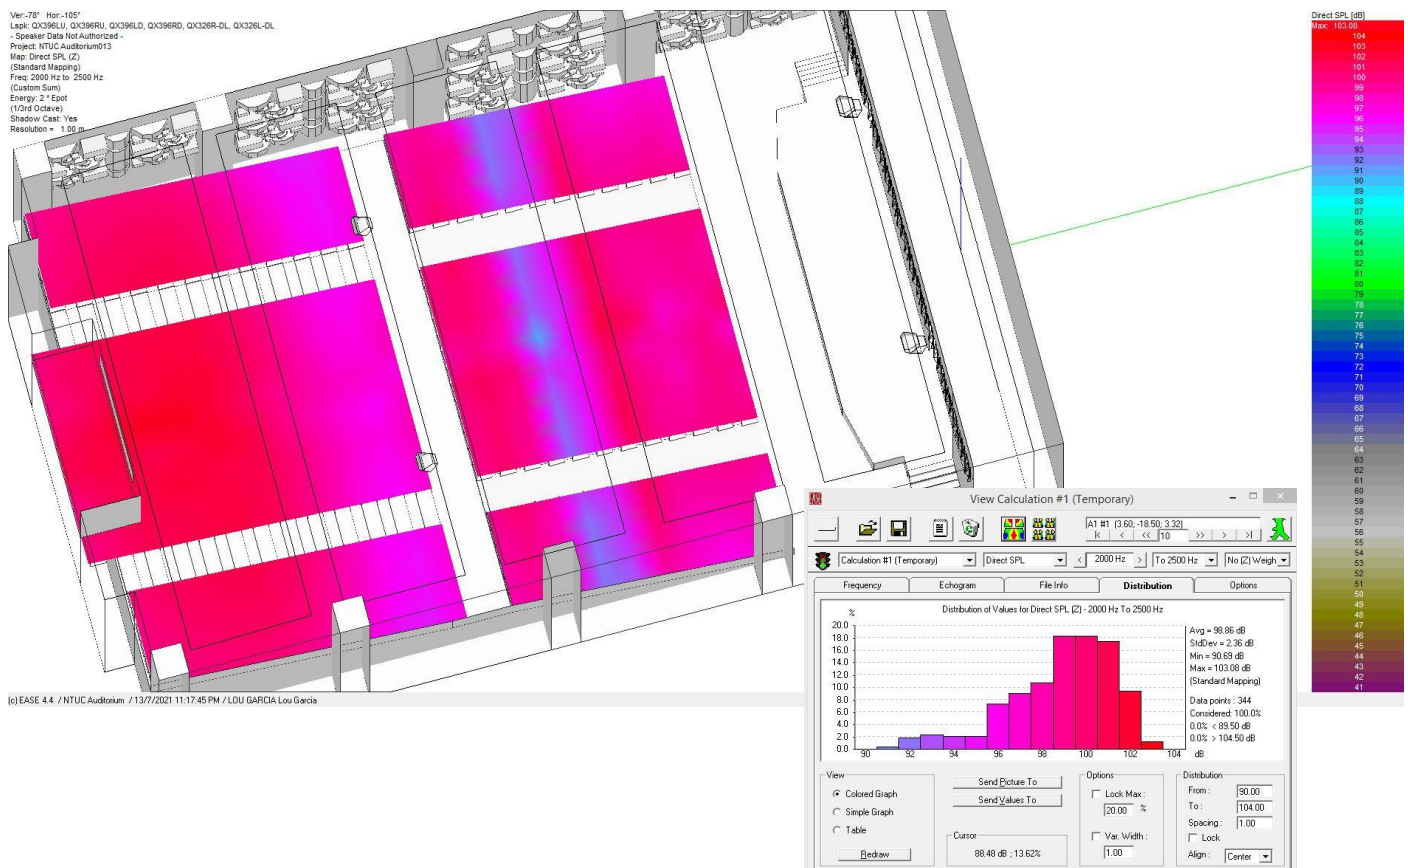 Ver:-78° Hor:-105°
Lspk: QX396LU, QX396RU, QX396LD, QX396RD, QX326R-DL, QX326L-DL
- Speaker Data Not Authorized -
Project: NTUC Auditorium013
Map: Direct SPL (Z)
(Standard Mapping)
Freq: 2000 Hz to 2500 Hz
(Custom Sum)
Energy: 2 * Epot
(1/3rd Octave)
Shadow Cast: Yes
Resolution = 1.00 m
Direct SPL [dB]
Max: 103.08
104
103
102
101
100
99
98
97
96
95
94
93
92
91
90
89
88
87
86
85
84
83
82
81
80
79
78
77
76
75
74
73
72
71
70
69
68
67
66
65
64
63
62
61
60
59
58
57
56
55
54
53
52
51
50
49
48
47
46
45
44
43
42
41
(c) EASE 4.4 / NTUC Auditorium / 13/7/2021 11:17:45 PM / LOU GARCIA Lou Garcia
View Calculation #1 (Temporary)
A1 #1 (3.60; -18.50; 3.32)
10
Calculation #1 (Temporary) Direct SPL 2000 Hz To 2500 Hz No (Z) Weigh
Frequency Echogram File Info Distribution Options
Distribution of Values for Direct SPL (Z) - 2000 Hz To 2500 Hz
%
20.0
18.0
16.0
14.0
12.0
10.0
8.0
6.0
4.0
2.0
0.0
90 92 94 96 98 100 102 104 dB
Avg = 98.86 dB
StdDev = 2.36 dB
Min = 90.69 dB
Max = 103.08 dB
(Standard Mapping)
Data points : 344
Considered: 100.0%
0.0% < 89.50 dB
0.0% > 104.50 dB
View
Colored Graph
Simple Graph
Table
Redraw
Send Picture To
Send Values To
Cursor
88.48 dB ; 13.62%
Options
Lock Max :
20.00 %
Var. Width :
1.00
Distribution
From : 90.00
To : 104.00
Spacing : 1.00
Lock
Align : Center